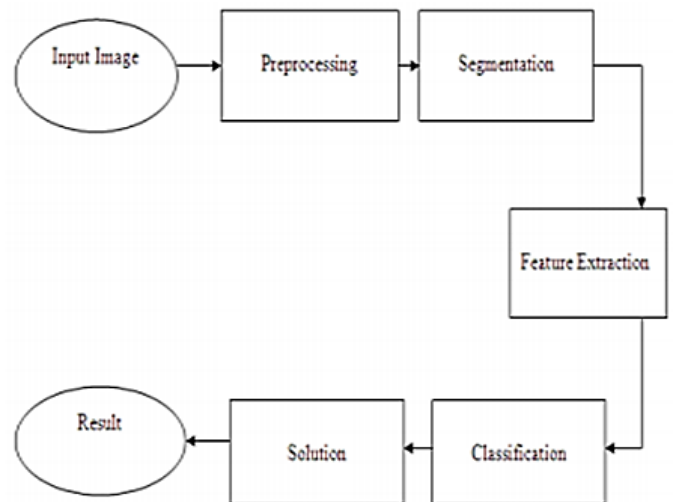 Input Image
Preprocessing
Segmentation
Feature Extraction
Classification
Solution
Result